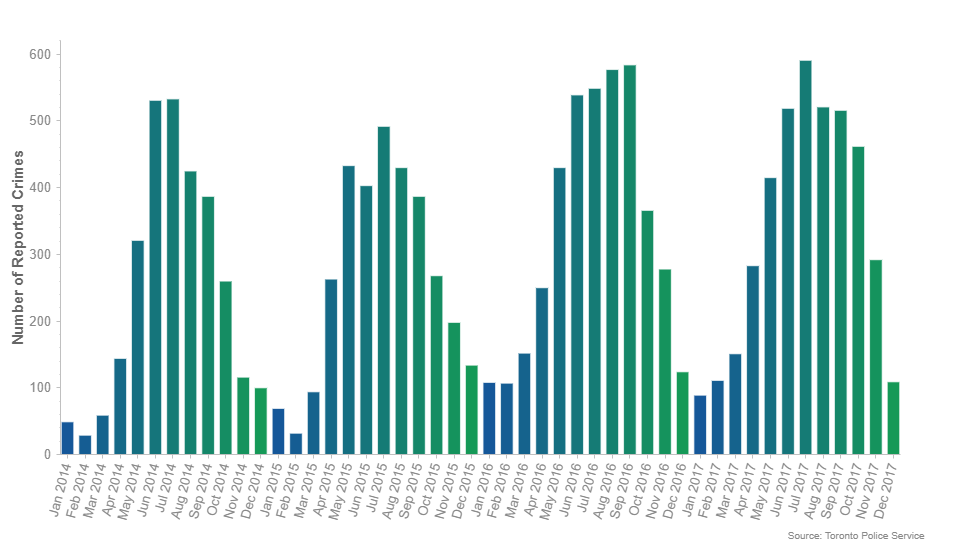 Number of Reported Crimes
600
500
400
300
200
100
0
Jan 2014
Feb 2014
Mar 2014
Apr 2014
May 2014
Jun 2014
Jul 2014
Aug 2014
Sep 2014
Oct 2014
Nov 2014
Dec 2014
Jan 2015
Feb 2015
Mar 2015
Apr 2015
May 2015
Jun 2015
Jul 2015
Aug 2015
Sep 2015
Oct 2015
Nov 2015
Dec 2015
Jan 2016
Feb 2016
Mar 2016
Apr 2016
May 2016
Jun 2016
Jul 2016
Aug 2016
Sep 2016
Oct 2016
Nov 2016
Dec 2016
Jan 2017
Feb 2017
Mar 2017
Apr 2017
May 2017
Jun 2017
Jul 2017
Aug 2017
Sep 2017
Oct 2017
Nov 2017
Dec 2017
Source: Toronto Police Service